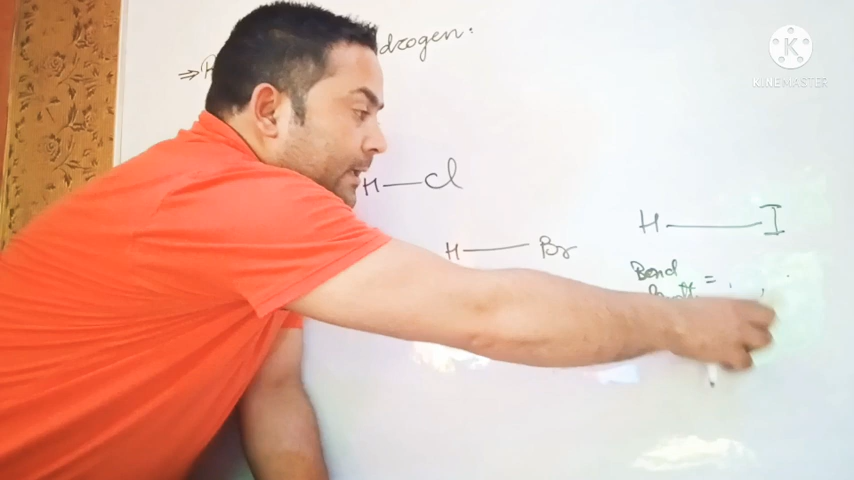 drogen:
H — Cl
H — Br
H — I
Bond
=
KINEMASTER